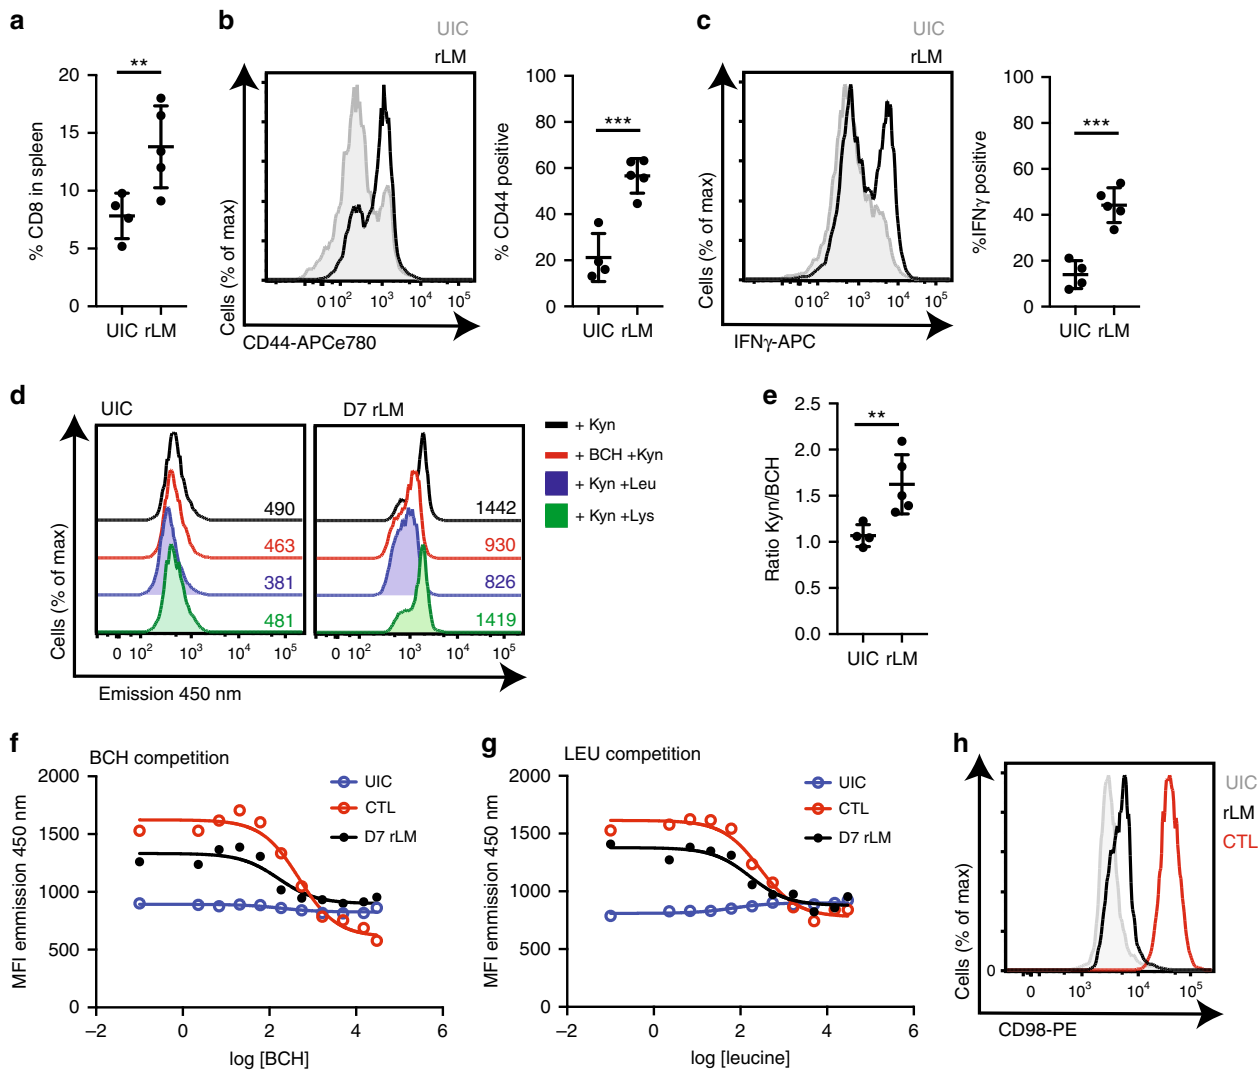 a
**
% CD8 in spleen
20
15
10
5
0
UIC rLM
b
UIC
rLM
Cells (% of max)
0 10² 10³ 10⁴ 10⁵
CD44-APCe780
***
% CD44 positive
100
80
60
40
20
0
UIC rLM
c
UIC
rLM
Cells (% of max)
0 10² 10³ 10⁴ 10⁵
IFNγ-APC
***
%IFNγ positive
100
80
60
40
20
0
UIC rLM
d
UIC
D7 rLM
Cells (% of max)
490
463
381
481
1442
930
826
1419
0 10² 10³ 10⁴ 10⁵
0 10² 10³ 10⁴ 10⁵
Emission 450 nm
+ Kyn
+ BCH +Kyn
+ Kyn +Leu
+ Kyn +Lys
e
**
Ratio Kyn/BCH
2.5
2.0
1.5
1.0
0.5
0.0
UIC rLM
f
BCH competition
MFI emmission 450 nm
2000
1500
1000
500
0
UIC
CTL
D7 rLM
−2 0 2 4 6
log [BCH]
g
LEU competition
MFI emmission 450 nm
2000
1500
1000
500
0
UIC
CTL
D7 rLM
−2 0 2 4 6
log [leucine]
h
UIC
rLM
CTL
Cells (% of max)
0
0 10³ 10⁴ 10⁵
CD98-PE